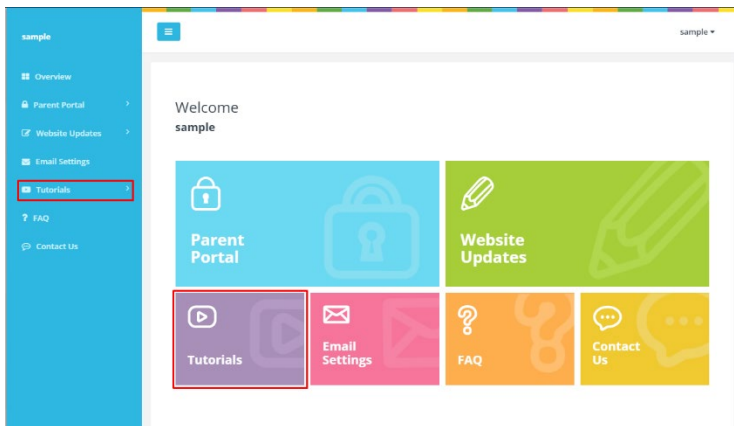 sample
sample
Overview
Parent Portal
Website Updates
Email Settings
Tutorials
? FAQ
Contact Us
Welcome
sample
Parent
Portal
Website
Updates
Tutorials
Email
Settings
FAQ
Contact
Us